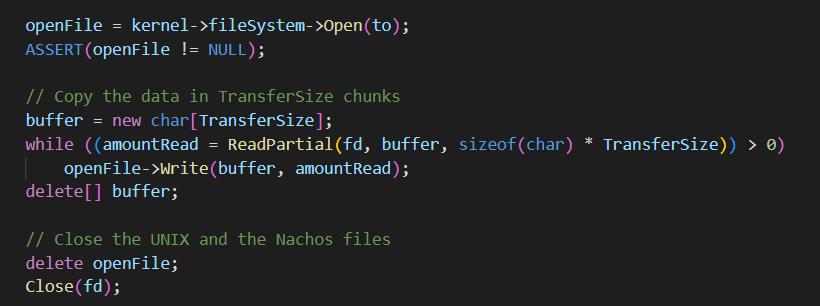 openFile = kernel->fileSystem->Open(to);
ASSERT(openFile != NULL);
// Copy the data in TransferSize chunks
buffer = new char[TransferSize];
while ((amountRead = ReadPartial(fd, buffer, sizeof(char) * TransferSize)) > 0)
    openFile->Write(buffer, amountRead);
delete[] buffer;
// Close the UNIX and the Nachos files
delete openFile;
Close(fd);